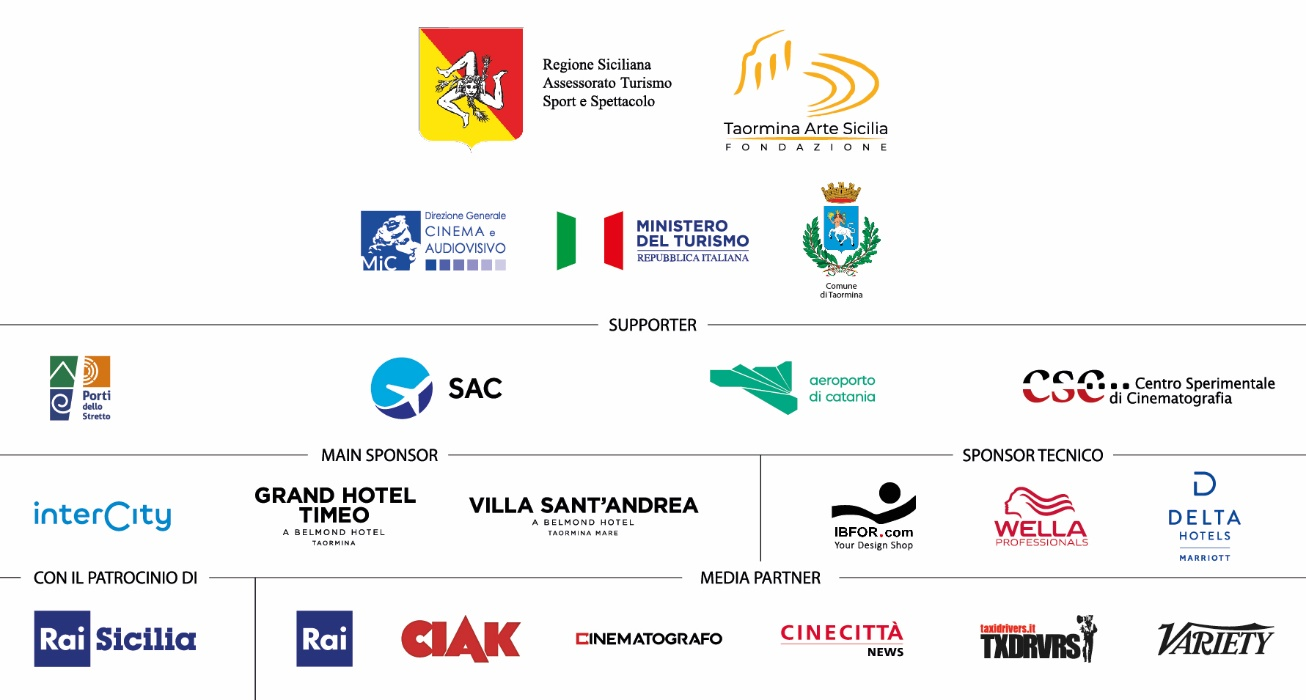 Regione Siciliana
Assessorato Turismo
Sport e Spettacolo
Taormina Arte Sicilia
FONDAZIONE
MiC
Direzione Generale
CINEMA e
AUDIOVISIVO
MINISTERO
DEL TURISMO
REPUBBLICA ITALIANA
Comune
di Taormina
SUPPORTER
Porti
dello
Stretto
SAC
aeroporto
di catania
csc... Centro Sperimentale
di Cinematografia
MAIN SPONSOR
SPONSOR TECNICO
interCity
GRAND HOTEL
TIMEO
A BELMOND HOTEL
TAORMINA
VILLA SANT'ANDREA
A BELMOND HOTEL
TAORMINA MARE
IBFOR.com
Your Design Shop
WELLA
PROFESSIONALS
DELTA
HOTELS
MARRIOTT
CON IL PATROCINIO DI
MEDIA PARTNER
Rai Sicilia
Rai
CIAK
CINEMATOGRAFO
CINECITTÀ
NEWS
taxidrivers.it
TXDRVRS
VARIETY